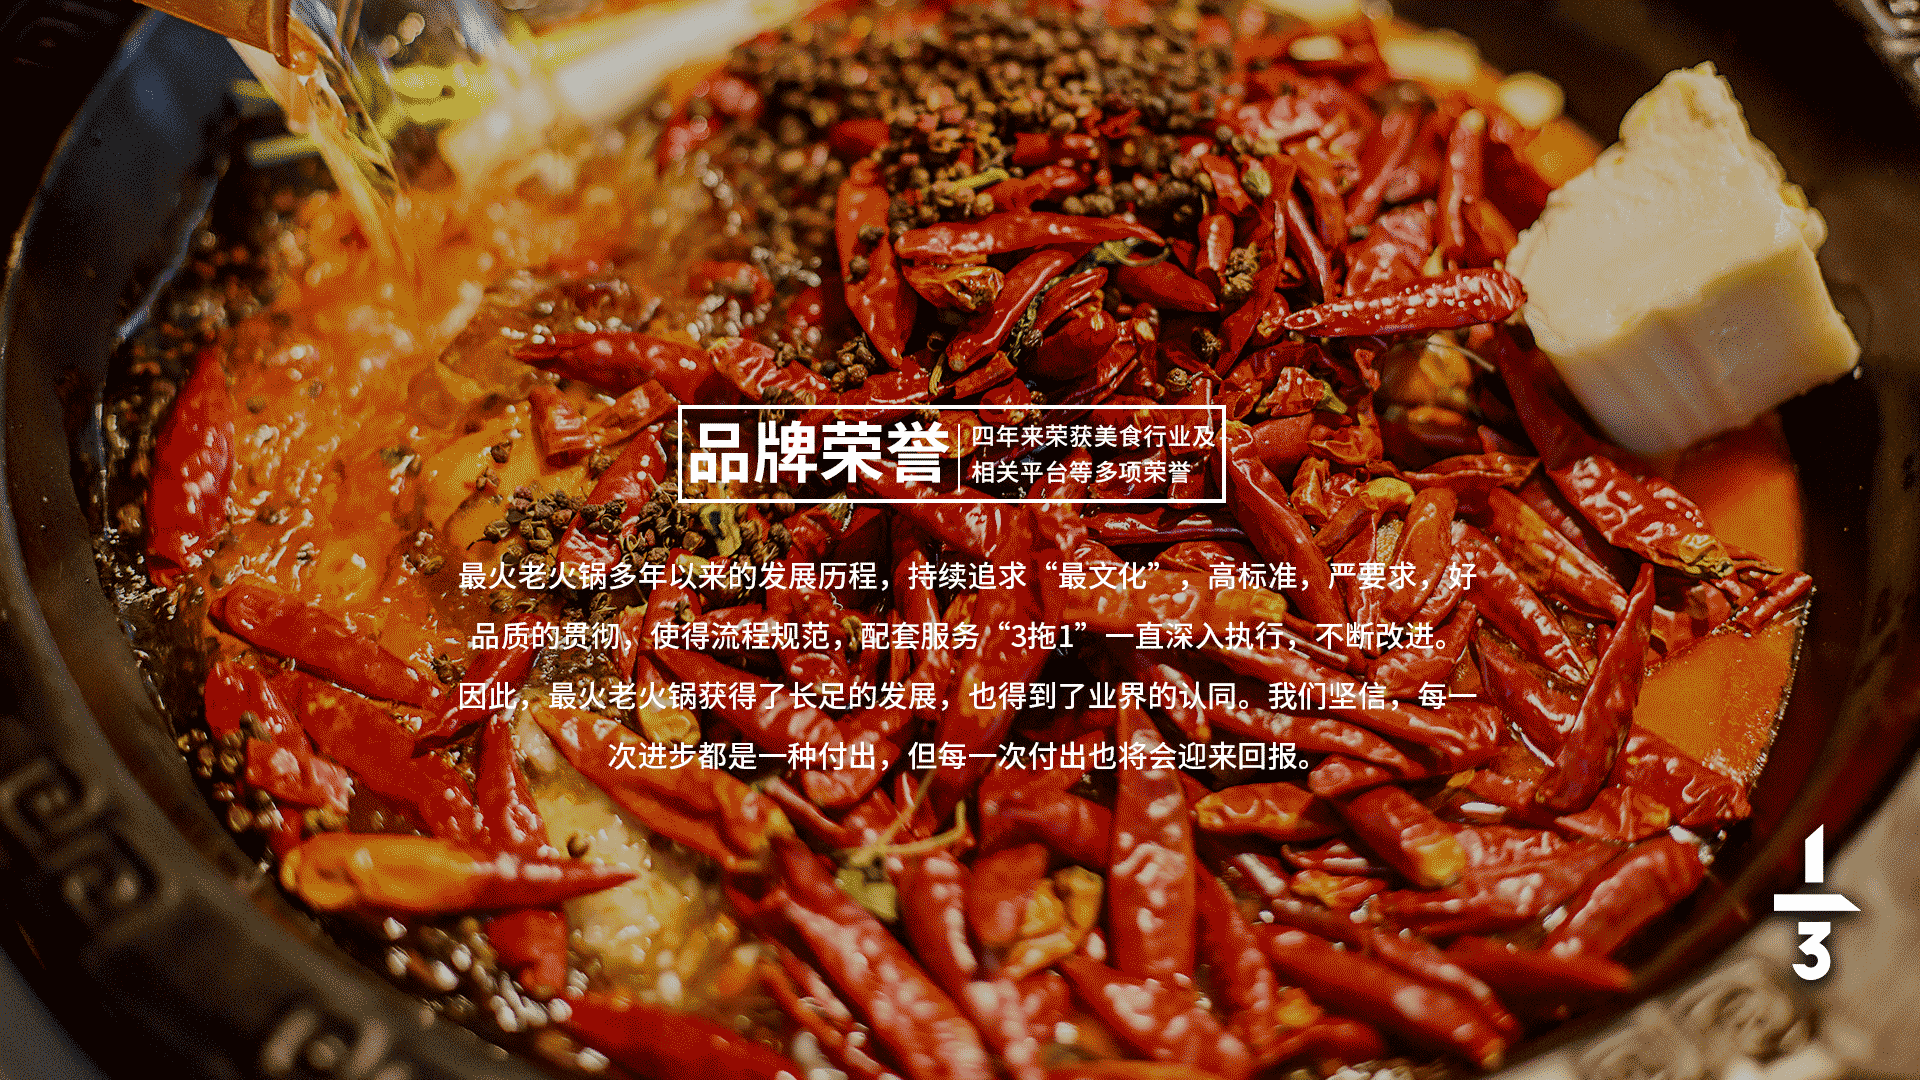 品牌荣誉
四年来荣获美食行业及
相关平台等多项荣誉
最火老火锅多年以来的发展历程，持续追求“最文化”，高标准，严要求，好
品质的贯彻，使得流程规范，配套服务“3拖1”一直深入执行，不断改进。
因此，最火老火锅获得了长足的发展，也得到了业界的认同。我们坚信，每一
次进步都是一种付出，但每一次付出也将会迎来回报。
1
3